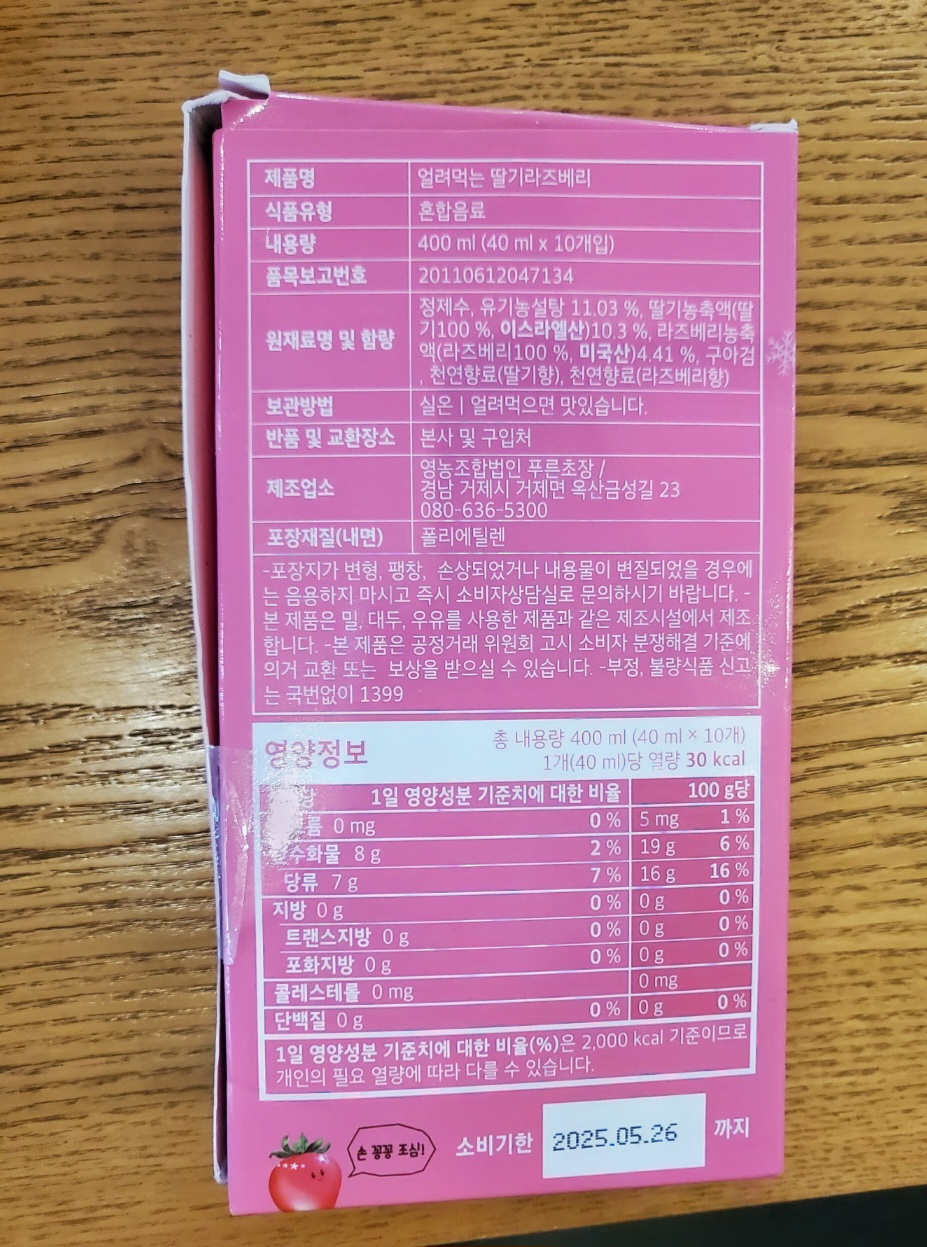 제품명 얼려먹는 딸기라즈베리
식품유형 혼합음료
내용량 400 ml (40 ml x 10개입)
품목보고번호 20110612047134
원재료명 및 함량 정제수, 유기농설탕 11.03 %, 딸기농축액(딸
기100 %, 이스라엘산)10.3 %, 라즈베리농축
액(라즈베리100 %, 미국산)4.41 %, 구아검
, 천연향료(딸기향), 천연향료(라즈베리향)
보관방법 실온 | 얼려먹으면 맛있습니다.
반품 및 교환장소 본사 및 구입처
제조업소 영농조합법인 푸른초장 /
경남 거제시 거제면 옥산금성길 23
080-636-5300
포장재질(내면) 폴리에틸렌
-포장지가 변형, 팽창, 손상되었거나 내용물이 변질되었을 경우에
는 음용하지 마시고 즉시 소비자상담실로 문의하시기 바랍니다. -
본 제품은 밀, 대두, 우유를 사용한 제품과 같은 제조시설에서 제조
합니다. -본 제품은 공정거래 위원회 고시 소비자 분쟁해결 기준에
의거 교환 또는 보상을 받으실 수 있습니다. -부정, 불량식품 신고
는 국번없이 1399
영양정보
총 내용량 400 ml (40 ml × 10개)
1개(40 ml)당 열량 30 kcal
당 1일 영양성분 기준치에 대한 비율 100 g당
0 mg 0 % 5 mg 1 %
수화물 8 g 2 % 19 g 6 %
당류 7 g 7 % 16 g 16 %
지방 0 g 0 % 0 g 0 %
트랜스지방 0 g 0 % 0 g 0 %
포화지방 0 g 0 % 0 g 0 %
콜레스테롤 0 mg 0 mg
단백질 0 g 0 % 0 g 0 %
1일 영양성분 기준치에 대한 비율(%)은 2,000 kcal 기준이므로
개인의 필요 열량에 따라 다를 수 있습니다.
손 꽁꽁 조심!
소비기한 2025.05.26 까지